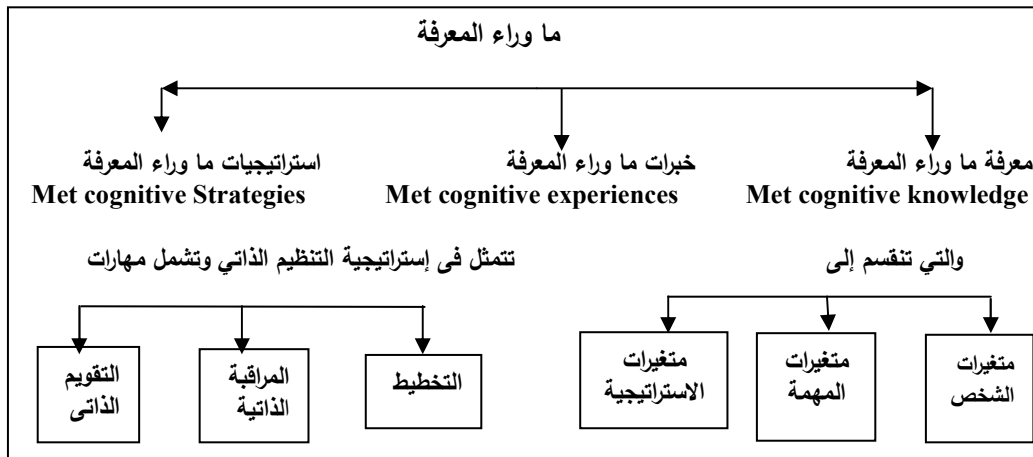 ما وراء المعرفة
معرفة ما وراء المعرفة
Met cognitive knowledge
خبرات ما وراء المعرفة
Met cognitive experiences
استراتيجيات ما وراء المعرفة
Met cognitive Strategies
والتي تنقسم إلى
تتمثل فى إستراتيجية التنظيم الذاتي وتشمل مهارات
متغيرات
الشخص
متغيرات
المهمة
متغيرات
الاستراتيجية
التخطيط
المراقبة
الذاتية
التقويم
الذاتى